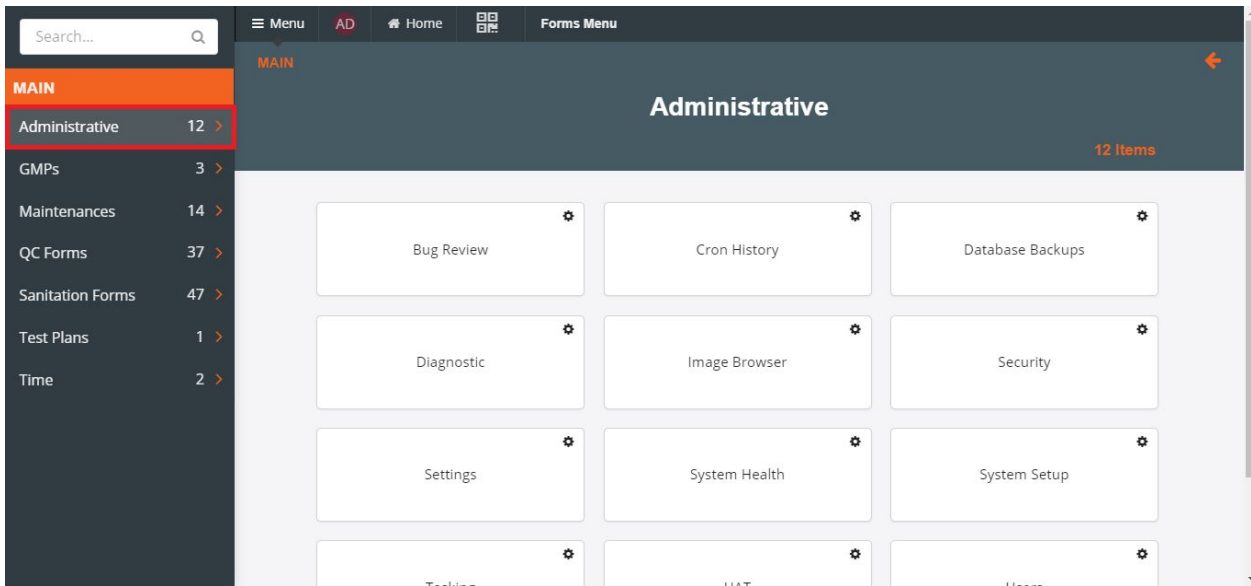 Search...
Menu AD Home Forms Menu
MAIN
MAIN
Administrative 12
GMPs 3
Maintenances 14
QC Forms 37
Sanitation Forms 47
Test Plans 1
Time 2
Administrative
12 Items
Bug Review Cron History Database Backups
Diagnostic Image Browser Security
Settings System Health System Setup